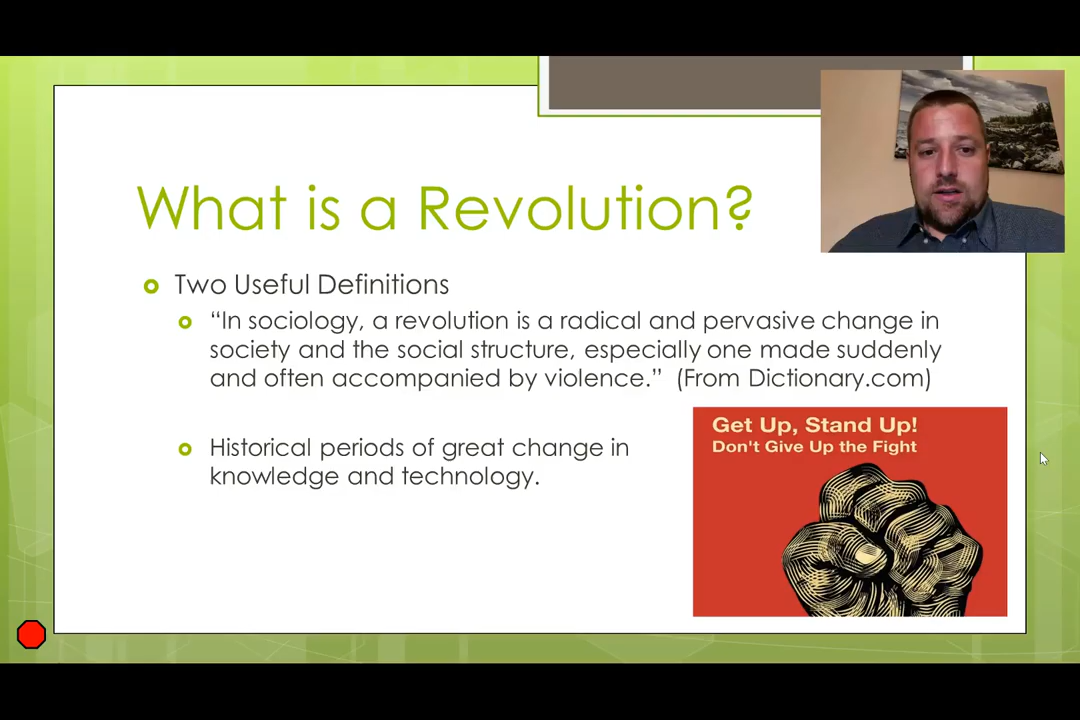 What is a Revolution?
Two Useful Definitions
“In sociology, a revolution is a radical and pervasive change in
society and the social structure, especially one made suddenly
and often accompanied by violence.” (From Dictionary.com)
Historical periods of great change in
knowledge and technology.
Get Up, Stand Up!
Don't Give Up the Fight